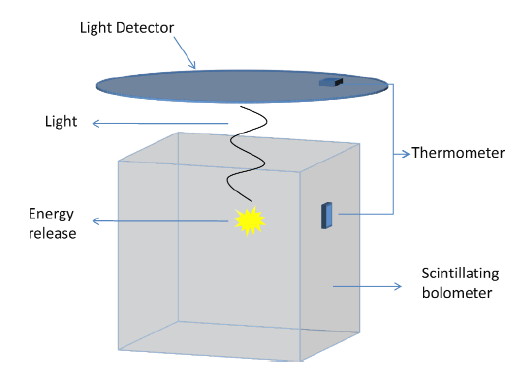 Light Detector
Light
Thermometer
Energy
release
Scintillating
bolometer